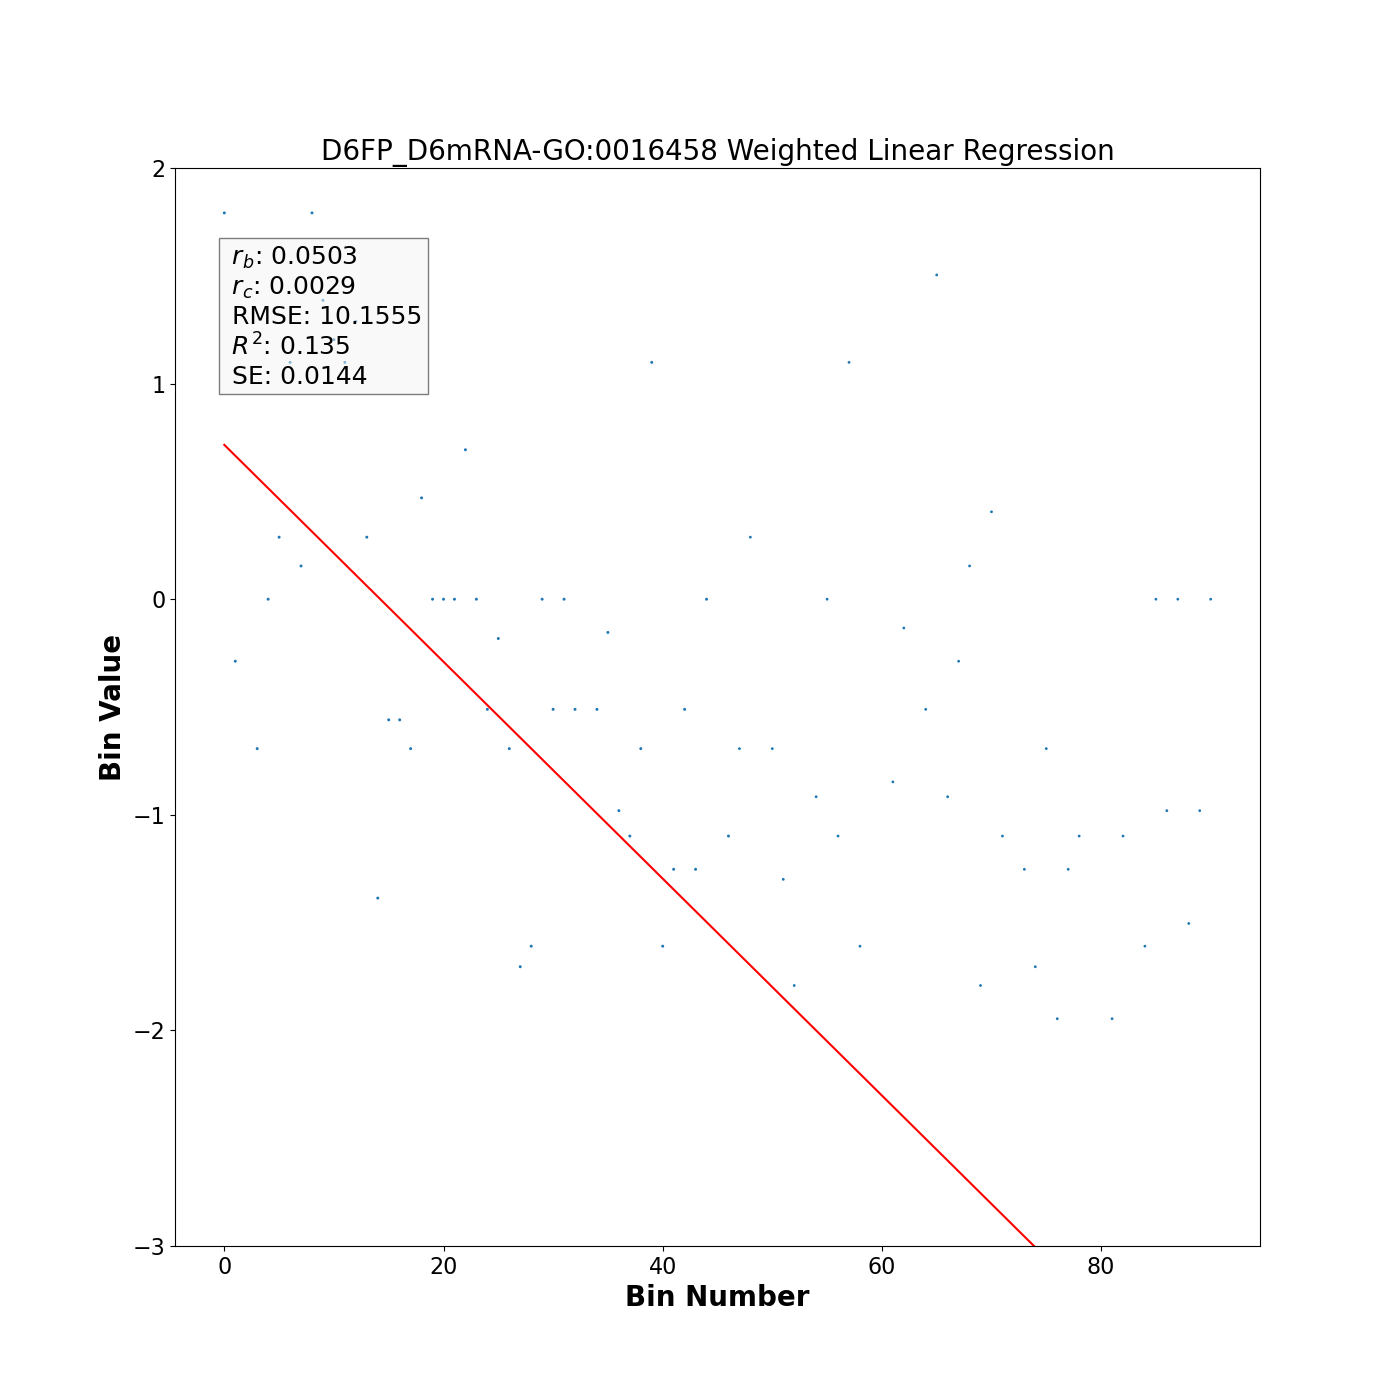 D6FP_D6mRNA-GO:0016458 Weighted Linear Regression
2
r_b: 0.0503
r_c: 0.0029
RMSE: 10.1555
R²: 0.135
SE: 0.0144
1
0
−1
−2
−3
Bin Value
0 20 40 60 80
Bin Number